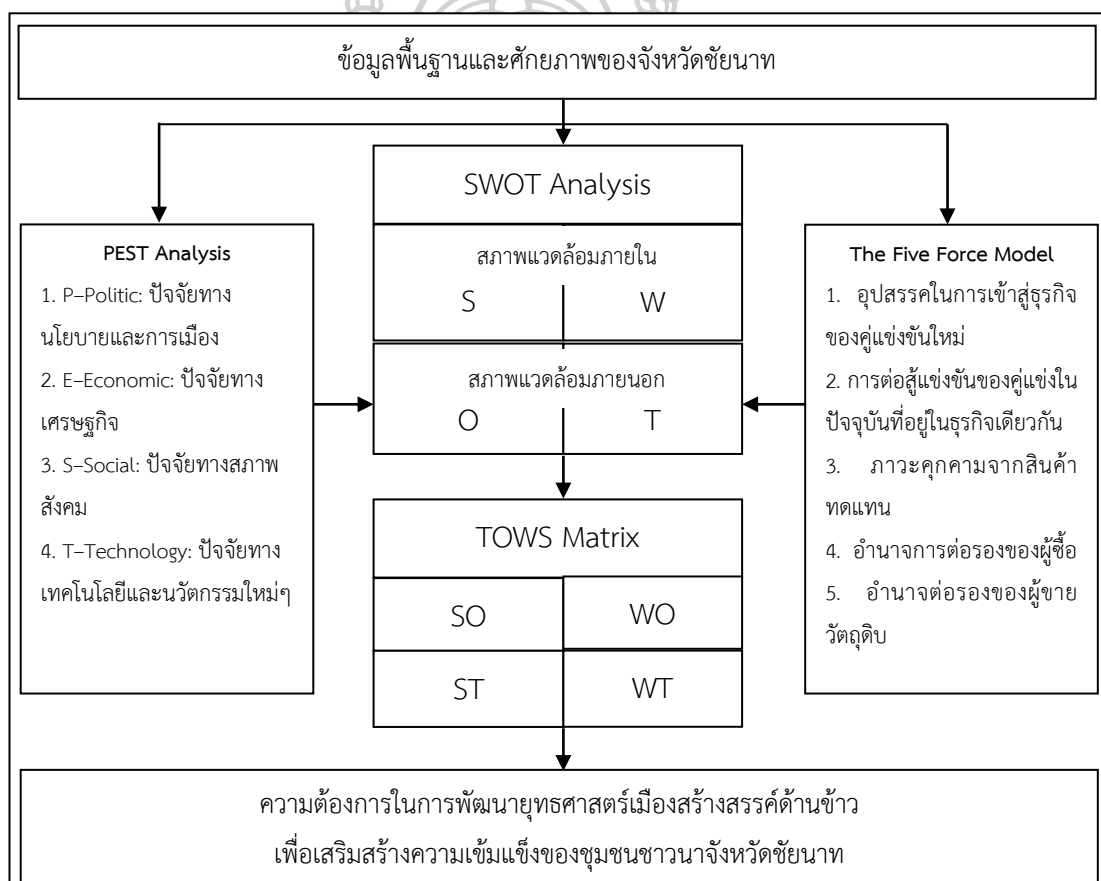 ข้อมูลพื้นฐานและศักยภาพของจังหวัดชัยนาท
SWOT Analysis
สภาพแวดล้อมภายใน
S W
สภาพแวดล้อมภายนอก
O T
PEST Analysis
1. P–Politic: ปัจจัยทาง
นโยบายและการเมือง
2. E–Economic: ปัจจัยทาง
เศรษฐกิจ
3. S–Social: ปัจจัยทางสภาพ
สังคม
4. T–Technology: ปัจจัยทาง
เทคโนโลยีและนวัตกรรมใหม่ๆ
The Five Force Model
1. อุปสรรคในการเข้าสู่ธุรกิจ
ของคู่แข่งขันใหม่
2. การต่อสู้แข่งขันของคู่แข่งใน
ปัจจุบันที่อยู่ในธุรกิจเดียวกัน
3. ภาวะคุกคามจากสินค้า
ทดแทน
4. อำนาจการต่อรองของผู้ซื้อ
5. อำนาจต่อรองของผู้ขาย
วัตถุดิบ
TOWS Matrix
SO WO
ST WT
ความต้องการในการพัฒนายุทธศาสตร์เมืองสร้างสรรค์ด้านข้าว
เพื่อเสริมสร้างความเข้มแข็งของชุมชนชาวนาจังหวัดชัยนาท